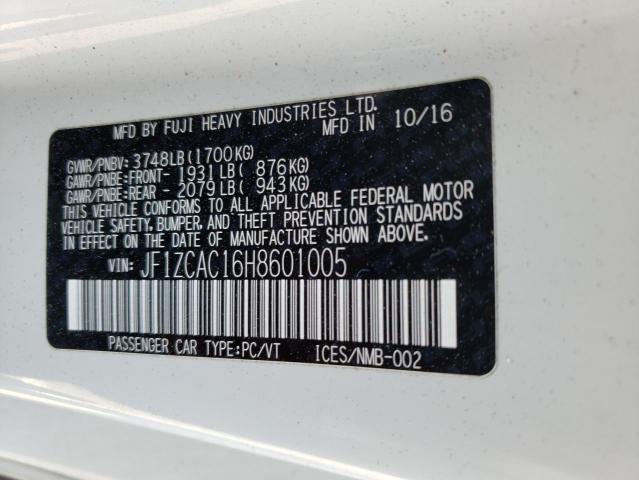 MFD BY FUJI HEAVY INDUSTRIES LTD.
MFD IN 10/16
GVWR/PNBV: 3748LB(1700KG)
GAWR/PNBE:FRONT- 1931LB( 876KG)
GAWR/PNBE:REAR - 2079LB( 943KG)
THIS VEHICLE CONFORMS TO ALL APPLICABLE FEDERAL MOTOR
VEHICLE SAFETY, BUMPER, AND THEFT PREVENTION STANDARDS
IN EFFECT ON THE DATE OF MANUFACTURE SHOWN ABOVE.
VIN: JF1ZCAC16H8601005
PASSENGER CAR TYPE:PC/VT ICES/NMB-002